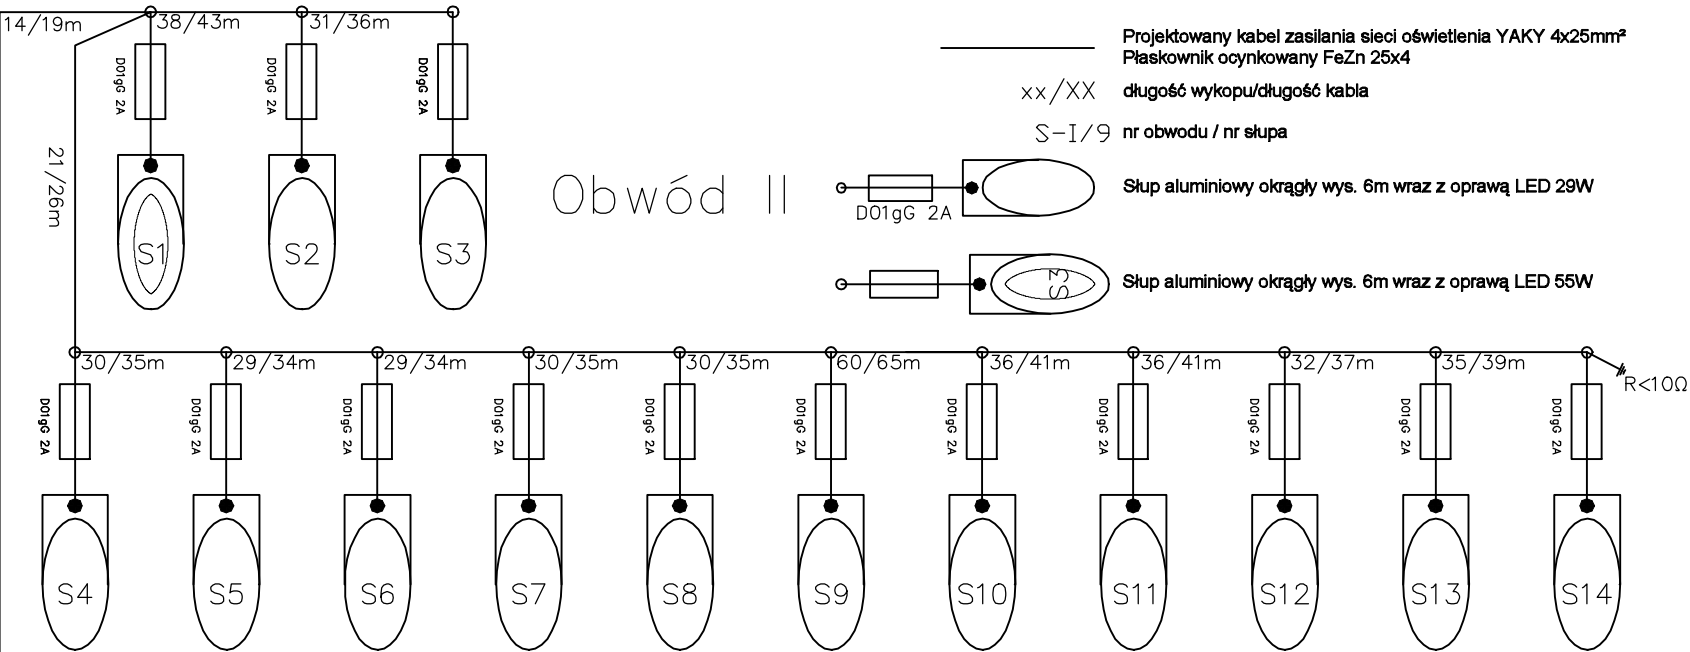 14/19m
38/43m
31/36m
D01gG 2A
D01gG 2A
D01gG 2A
21/26m
S1
S2
S3
Obwód II
Projektowany kabel zasilania sieci oświetlenia YAKY 4x25mm²
Płaskownik ocynkowany FeZn 25x4
xx/XX długość wykopu/długość kabla
S-I/9 nr obwodu / nr słupa
D01gG 2A
Słup aluminiowy okrągły wys. 6m wraz z oprawą LED 29W
S3
Słup aluminiowy okrągły wys. 6m wraz z oprawą LED 55W
30/35m
29/34m
29/34m
30/35m
30/35m
60/65m
36/41m
36/41m
32/37m
35/39m
R<10Ω
D01gG 2A
D01gG 2A
D01gG 2A
D01gG 2A
D01gG 2A
D01gG 2A
D01gG 2A
D01gG 2A
D01gG 2A
D01gG 2A
D01gG 2A
S4
S5
S6
S7
S8
S9
S10
S11
S12
S13
S14